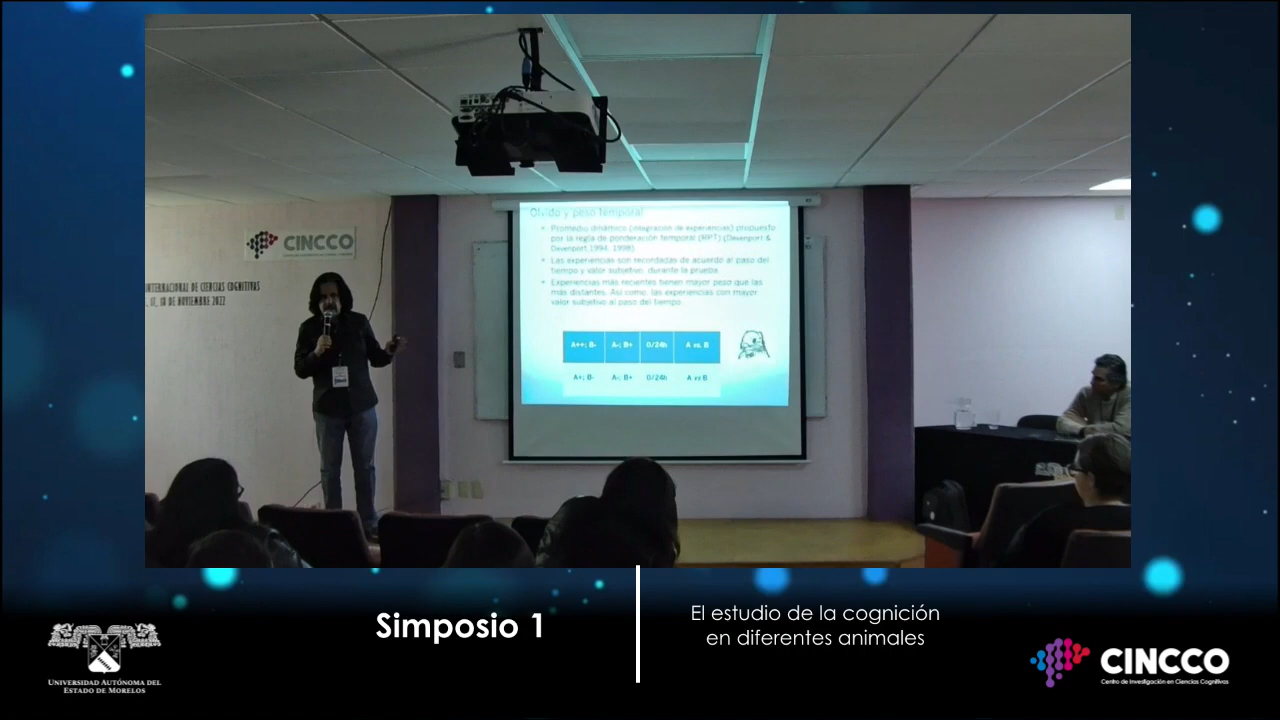 CINCCO
INTERNACIONAL DE CIENCIAS COGNITIVAS
, 17, 18 DE NOVIEMBRE 2022
Olvido y peso temporal
• Promedio dinámico (integración de experiencias) propuesto
por la regla de ponderación temporal (RPT) (Devenport &
Devenport 1994, 1998)
• Las experiencias son recordadas de acuerdo al paso del
tiempo y valor subjetivo, durante la prueba
• Experiencias más recientes tienen mayor peso que las
más distantes. Así como, las experiencias con mayor
valor subjetivo al paso del tiempo.
A++; B- A-; B+ 0/24h A vs. B
A+; B- A-; B+ 0/24h A vs B
Simposio 1
El estudio de la cognición
en diferentes animales
UNIVERSIDAD AUTÓNOMA DEL
ESTADO DE MORELOS
CINCCO
Centro de Investigación en Ciencias Cognitivas